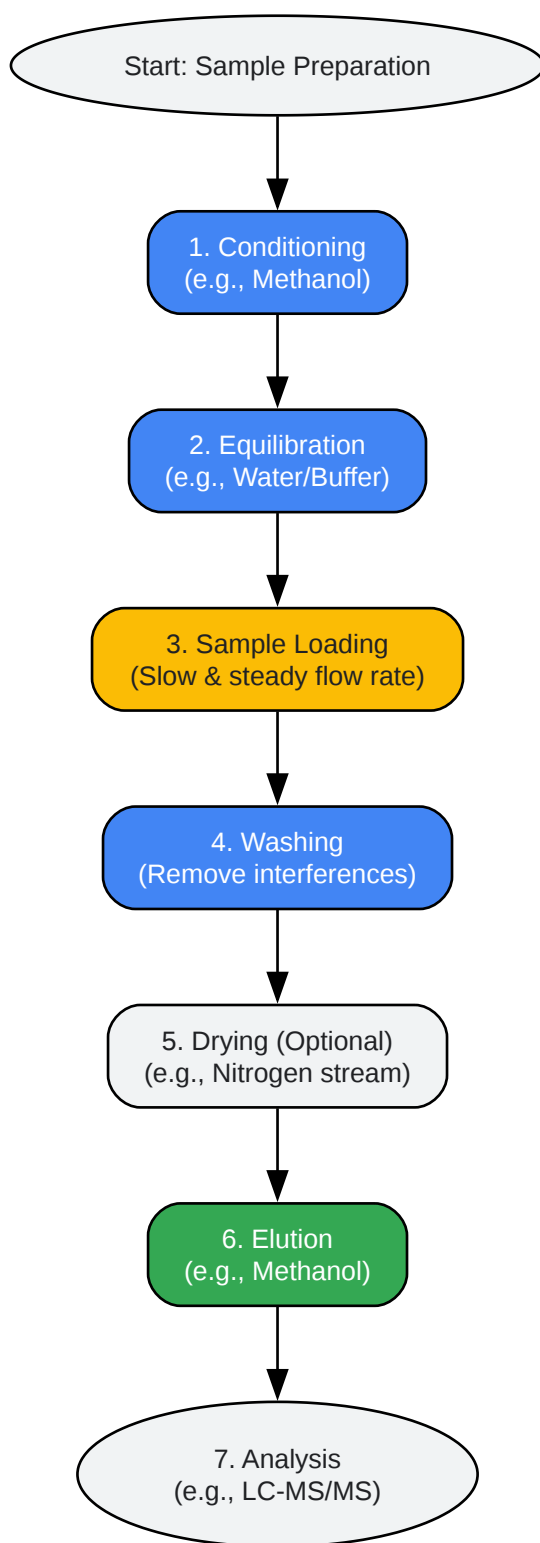 Start: Sample Preparation
1. Conditioning
(e.g., Methanol)
2. Equilibration
(e.g., Water/Buffer)
3. Sample Loading
(Slow & steady flow rate)
4. Washing
(Remove interferences)
5. Drying (Optional)
(e.g., Nitrogen stream)
6. Elution
(e.g., Methanol)
7. Analysis
(e.g., LC-MS/MS)